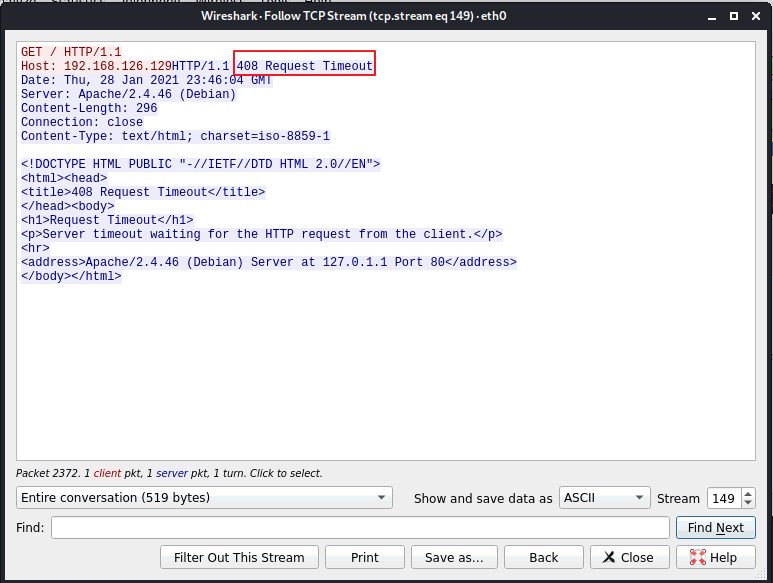 Wireshark · Follow TCP Stream (tcp.stream eq 149) · eth0
GET / HTTP/1.1
Host: 192.168.126.129HTTP/1.1 408 Request Timeout
Date: Thu, 28 Jan 2021 23:46:04 GMT
Server: Apache/2.4.46 (Debian)
Content-Length: 296
Connection: close
Content-Type: text/html; charset=iso-8859-1
<!DOCTYPE HTML PUBLIC "-//IETF//DTD HTML 2.0//EN">
<html><head>
<title>408 Request Timeout</title>
</head><body>
<h1>Request Timeout</h1>
<p>Server timeout waiting for the HTTP request from the client.</p>
<hr>
<address>Apache/2.4.46 (Debian) Server at 127.0.1.1 Port 80</address>
</body></html>
Packet 2372. 1 client pkt, 1 server pkt, 1 turn. Click to select.
Entire conversation (519 bytes) Show and save data as ASCII Stream 149
Find: Find Next
Filter Out This Stream Print Save as… Back Close Help